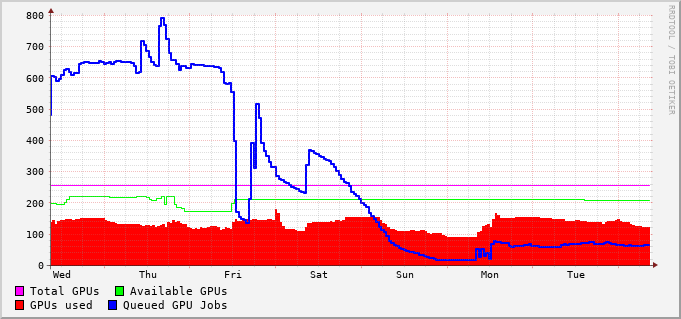 800
700
600
500
400
300
200
100
0
Wed Thu Fri Sat Sun Mon Tue
Total GPUs Available GPUs
GPUs used Queued GPU Jobs
RRDTOOL / TOBI OETIKER